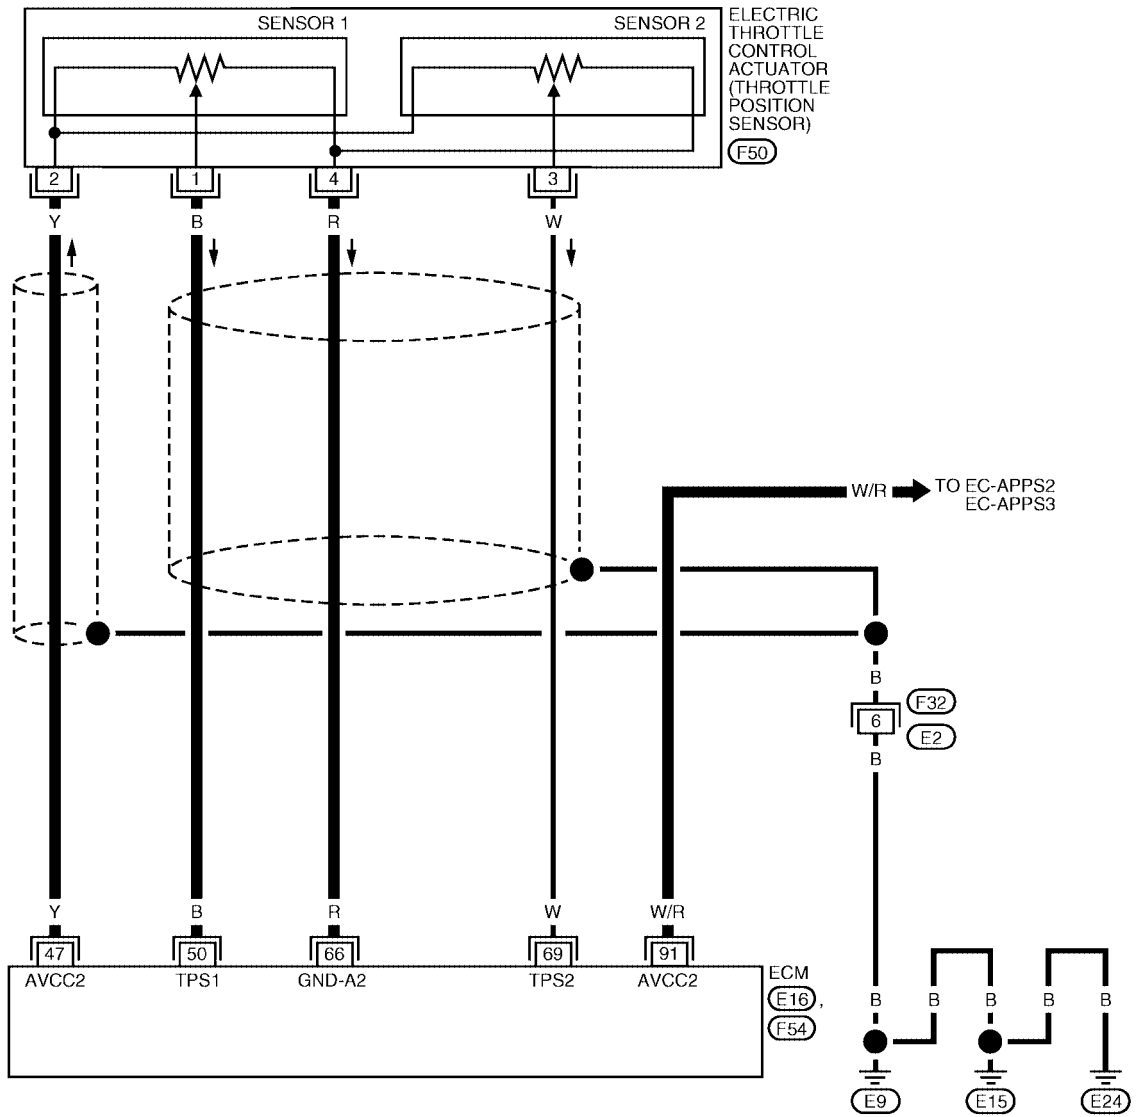 SENSOR 1
SENSOR 2
ELECTRIC
THROTTLE
CONTROL
ACTUATOR
(THROTTLE
POSITION
SENSOR)
F50
2 1 4 3
Y B R W
W/R
TO EC-APPS2
EC-APPS3
B
F32
6
E2
B
Y B R W W/R
47 50 66 69 91
AVCC2 TPS1 GND-A2 TPS2 AVCC2
ECM
E16 ,
F54
B B B B B
E9 E15 E24